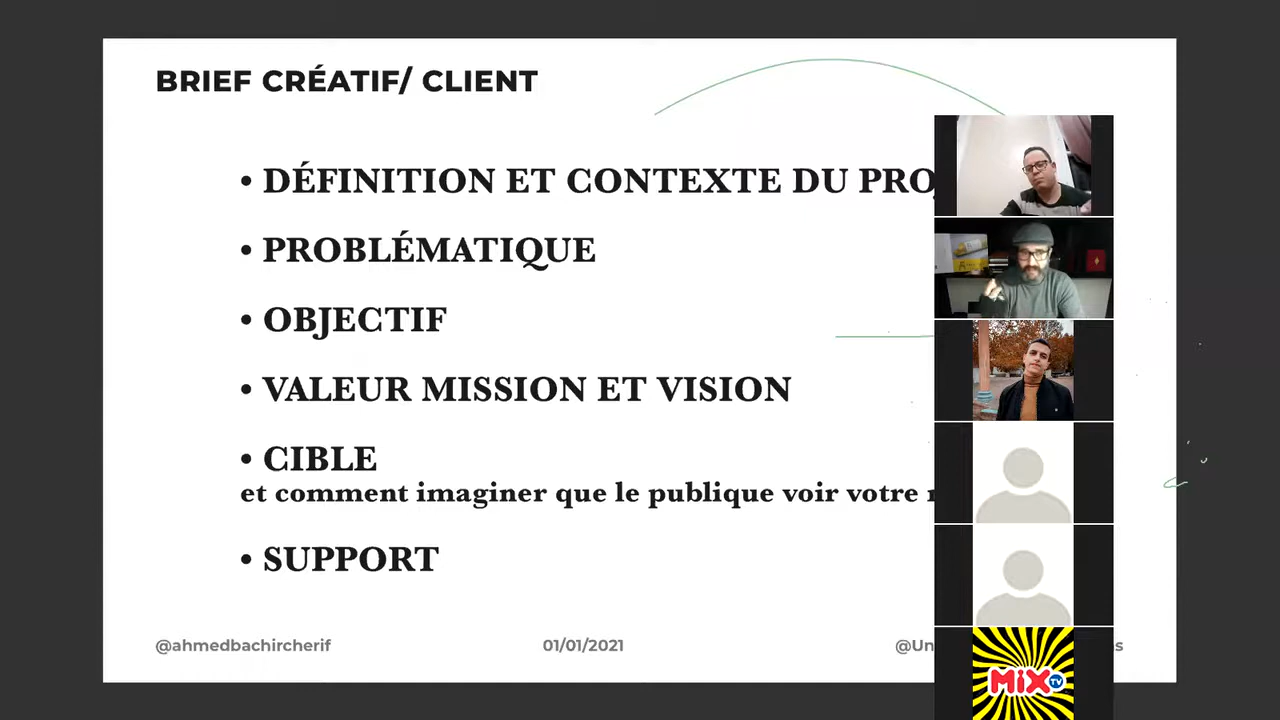 BRIEF CRÉATIF/ CLIENT
• DÉFINITION ET CONTEXTE DU
• PROBLÉMATIQUE
• OBJECTIF
• VALEUR MISSION ET VISION
• CIBLE
et comment imaginer que le publique voir votre
• SUPPORT
@ahmedbachircherif
01/01/2021
MiX TV